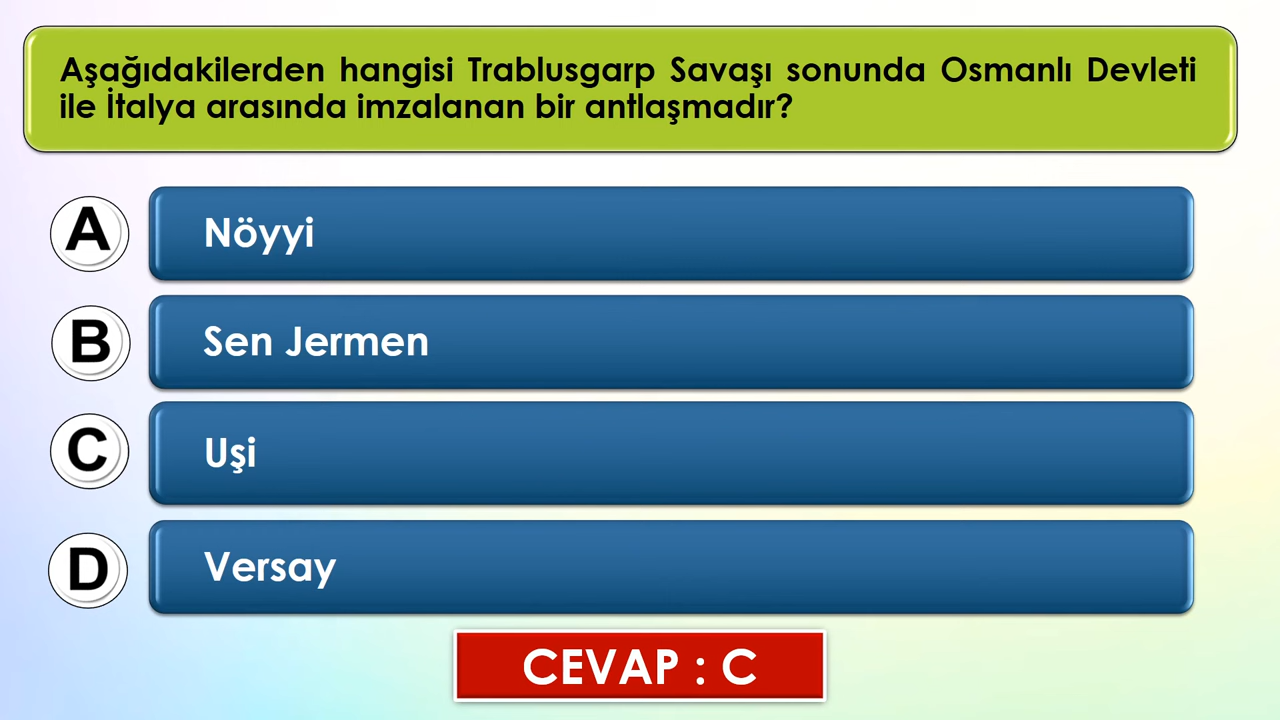 Aşağıdakilerden hangisi Trablusgarp Savaşı sonunda Osmanlı Devleti
ile İtalya arasında imzalanan bir antlaşmadır?
A Nöyyi
B Sen Jermen
C Uşi
D Versay
CEVAP : C